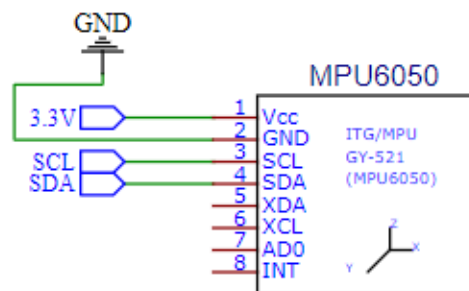 GND
MPU6050
3.3V 1 Vcc
2 GND
SCL 3 SCL
SDA 4 SDA
5 XDA
6 XCL
7 AD0
8 INT
ITG/MPU
GY-521
(MPU6050)
Z
X
Y